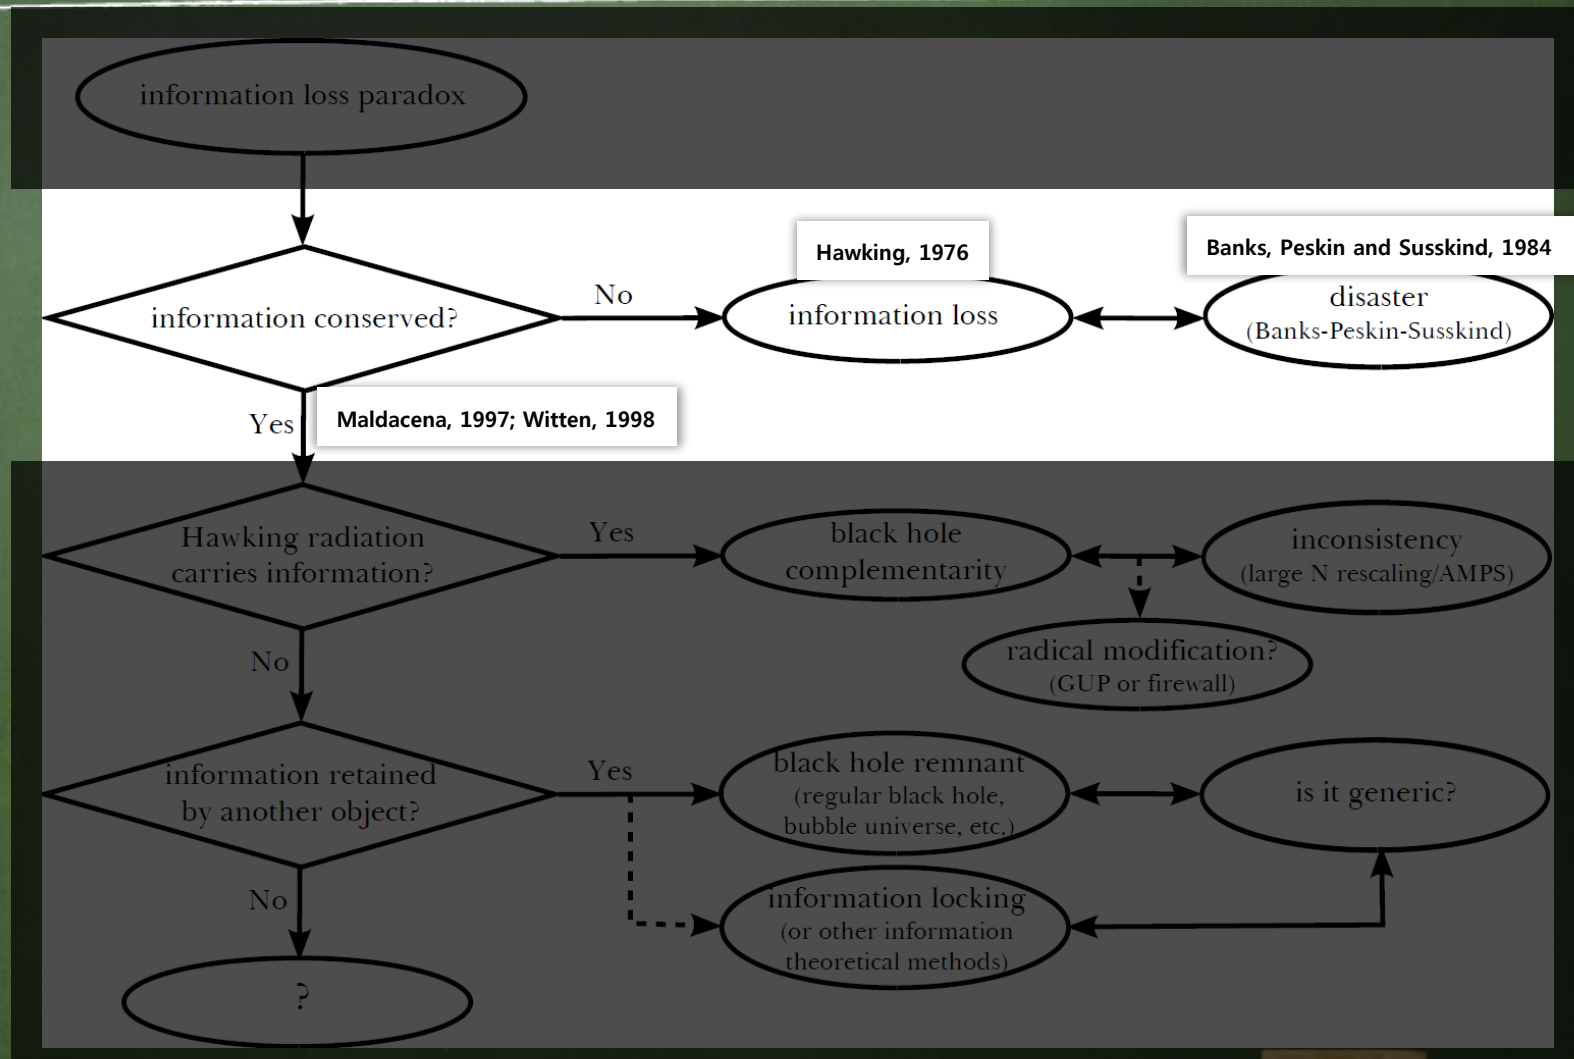 information loss paradox
Hawking, 1976
Banks, Peskin and Susskind, 1984
information conserved?
No
information loss
disaster
(Banks-Peskin-Susskind)
Yes
Maldacena, 1997; Witten, 1998
Hawking radiation
carries information?
Yes
black hole
complementarity
inconsistency
(large N rescaling/AMPS)
No
radical modification?
(GUP or firewall)
information retained
by another object?
Yes
black hole remnant
(regular black hole,
bubble universe, etc.)
is it generic?
No
information locking
(or other information
theoretical methods)
?